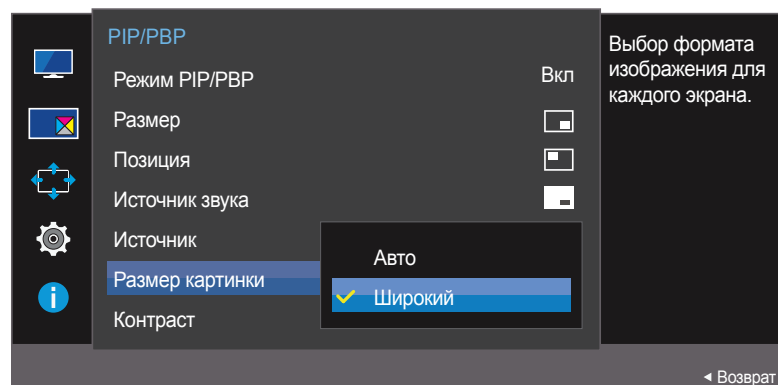 PIP/PBP
Режим PIP/PBP Вкл
Размер
Позиция
Источник звука
Источник
Размер картинки
Контраст
Авто
Широкий
Выбор формата
изображения для
каждого экрана.
Возврат